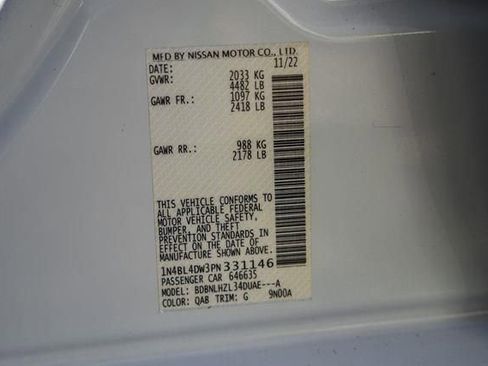 MFD BY NISSAN MOTOR CO., LTD.
DATE: 11/22
GVWR: 2033 KG
4482 LB
GAWR FR.: 1097 KG
2418 LB
GAWR RR.: 988 KG
2178 LB
THIS VEHICLE CONFORMS TO
ALL APPLICABLE FEDERAL
MOTOR VEHICLE SAFETY,
BUMPER, AND THEFT
PREVENTION STANDARDS IN
EFFECT ON THE DATE OF
MANUFACTURE SHOWN ABOVE.
1N4BL4DW3PN331146
PASSENGER CAR 646635
MODEL: BDBNLHZL34DUAE---A
COLOR: QAB TRIM: G 9N00A